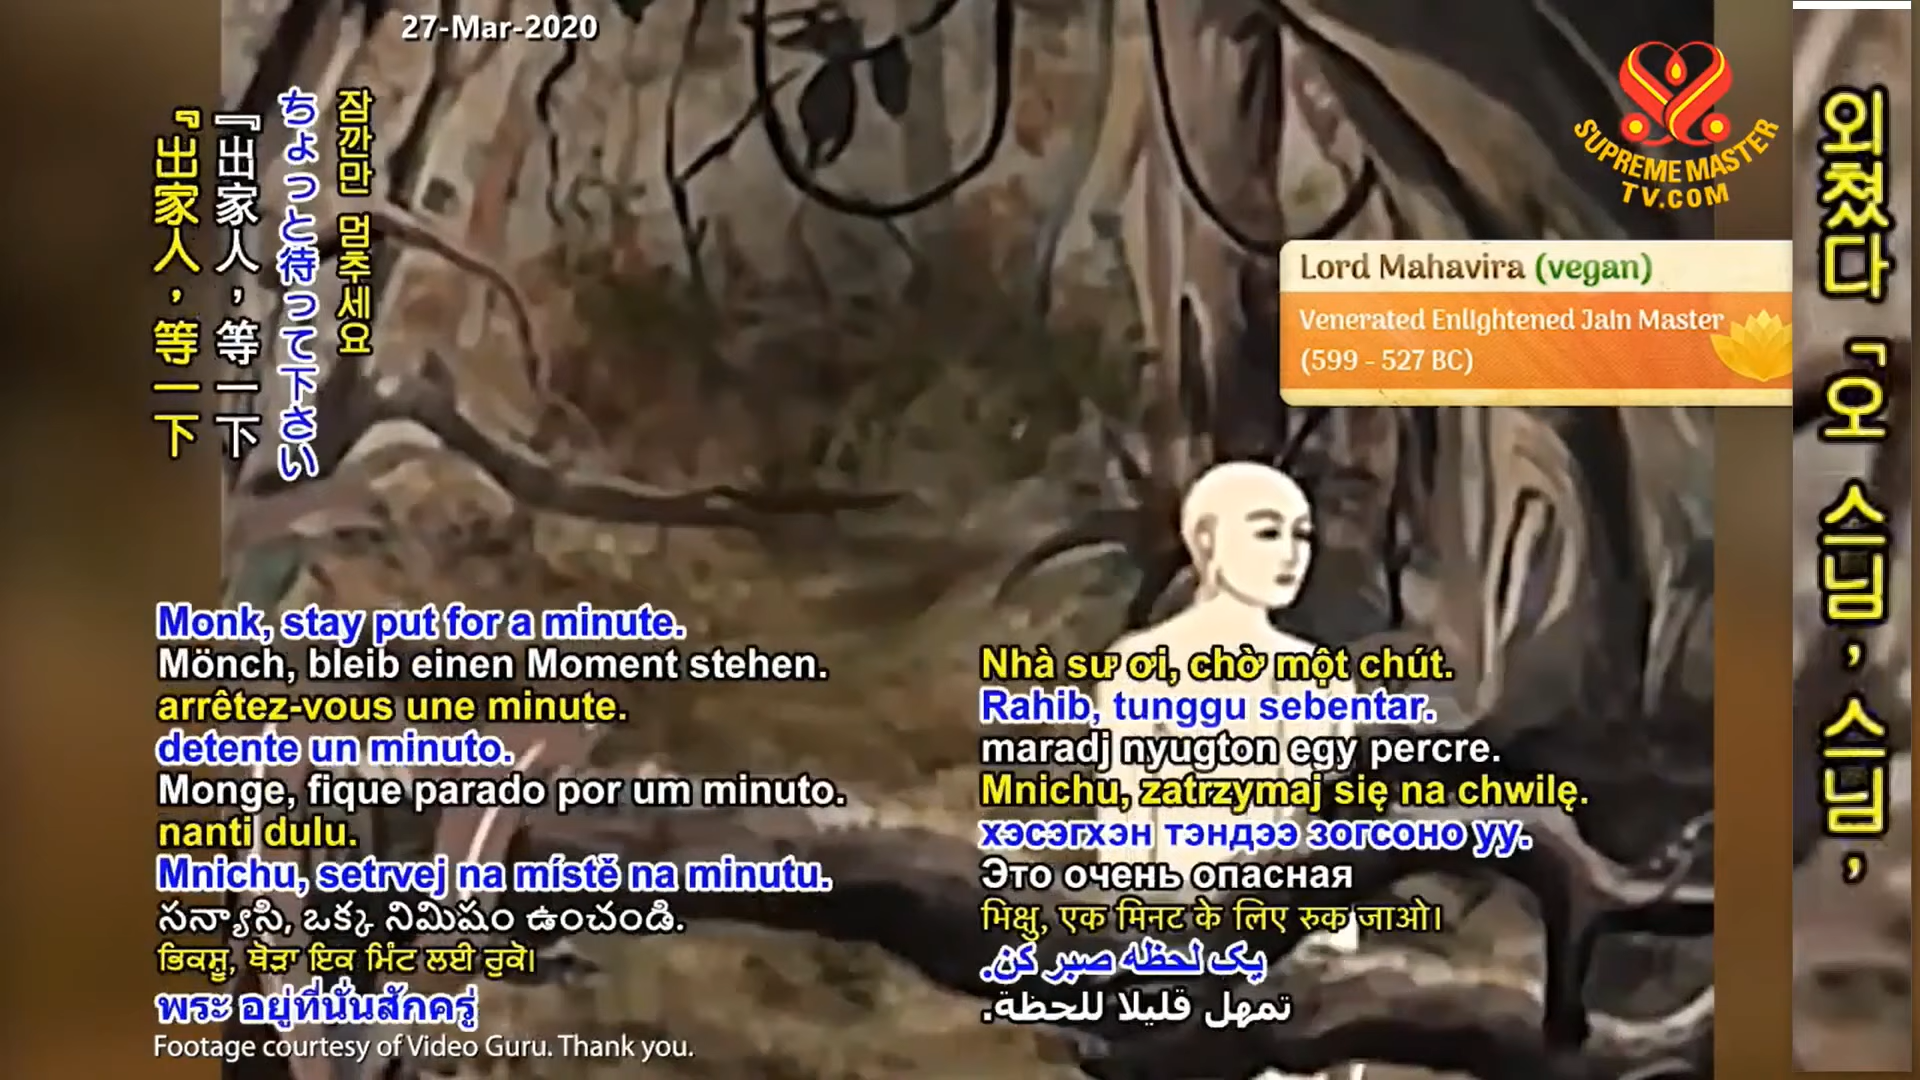 27-Mar-2020
SUPREME MASTER
TV.COM
Lord Mahavira (vegan)
Venerated Enlightened Jain Master
(599 - 527 BC)
외쳤다「오 스님, 스님,
잠깐만 멈추세요
ちょっと待って下さい
『出家人，等一下
『出家人，等一下
Monk, stay put for a minute.
Mönch, bleib einen Moment stehen.
arrêtez-vous une minute.
detente un minuto.
Monge, fique parado por um minuto.
nanti dulu.
Mnichu, setrvej na místě na minutu.
సన్యాసి, ఒక్క నిమిషం ఉంచండి.
ਭਿਕਸ਼ੂ, ਥੋੜਾ ਇਕ ਮਿੰਟ ਲਈ ਰੁਕੋ।
พระ อยู่ที่นั่นสักครู่
Nhà sư ơi, chờ một chút.
Rahib, tunggu sebentar.
maradj nyugton egy percre.
Mnichu, zatrzymaj się na chwilę.
хэсэгхэн тэндээ зогсоно уу.
Это очень опасная
भिक्षु, एक मिनट के लिए रुक जाओ।
یک لحظه صبر کن.
تمهل قليلا للحظة.
Footage courtesy of Video Guru. Thank you.